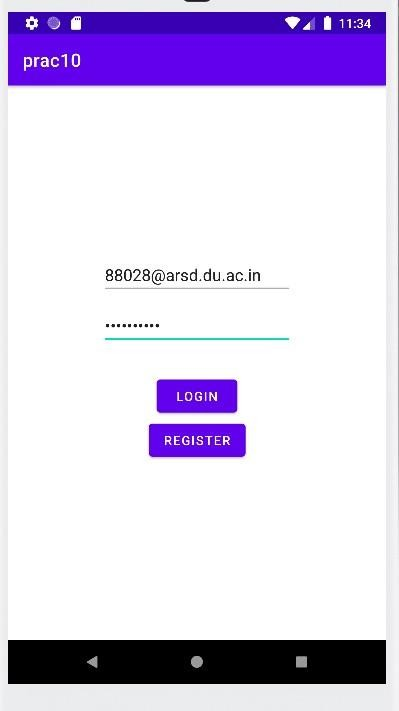 11:34
prac10
88028@arsd.du.ac.in
••••••••••
LOGIN
REGISTER